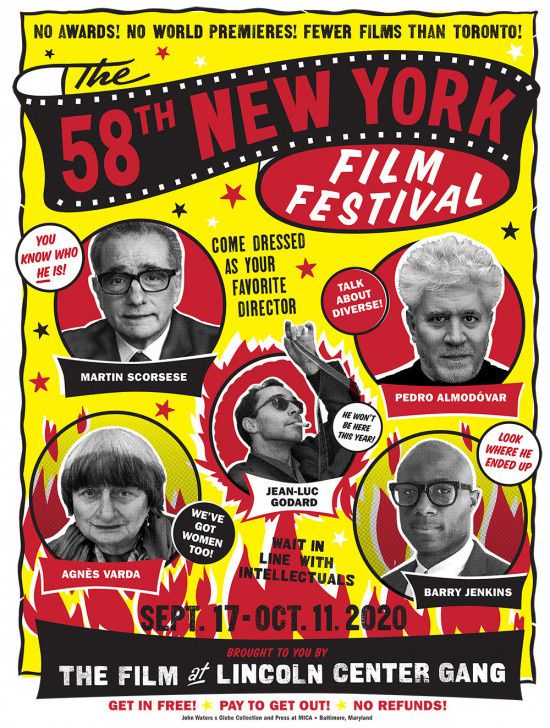 NO AWARDS! NO WORLD PREMIERES! FEWER FILMS THAN TORONTO!
The
58TH NEW YORK
FILM
FESTIVAL
YOU
KNOW WHO
HE IS!
COME DRESSED
AS YOUR
FAVORITE
DIRECTOR
TALK
ABOUT
DIVERSE!
MARTIN SCORSESE
PEDRO ALMODÓVAR
HE WON'T
BE HERE
THIS YEAR!
JEAN-LUC
GODARD
LOOK
WHERE HE
ENDED UP
WE'VE
GOT
WOMEN
TOO!
AGNÈS VARDA
WAIT IN
LINE WITH
INTELLECTUALS
BARRY JENKINS
SEPT. 17-OCT. 11. 2020
BROUGHT TO YOU BY
THE FILM at LINCOLN CENTER GANG
GET IN FREE! ★ PAY TO GET OUT! ★ NO REFUNDS!
John Waters x Globe Collection and Press at MICA • Baltimore, Maryland